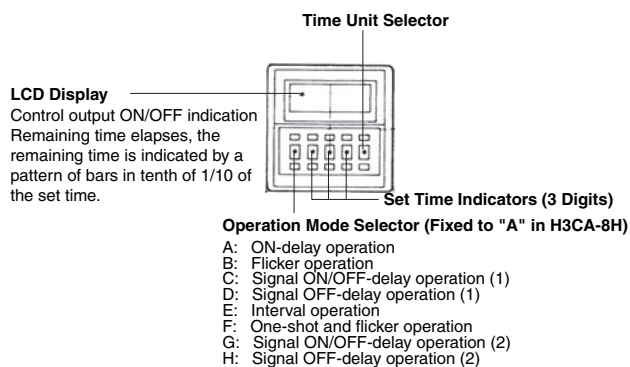 Time Unit Selector
LCD Display
Control output ON/OFF indication
Remaining time elapses, the
remaining time is indicated by a
pattern of bars in tenth of 1/10 of
the set time.
Set Time Indicators (3 Digits)
Operation Mode Selector (Fixed to "A" in H3CA-8H)
A: ON-delay operation
B: Flicker operation
C: Signal ON/OFF-delay operation (1)
D: Signal OFF-delay operation (1)
E: Interval operation
F: One-shot and flicker operation
G: Signal ON/OFF-delay operation (2)
H: Signal OFF-delay operation (2)